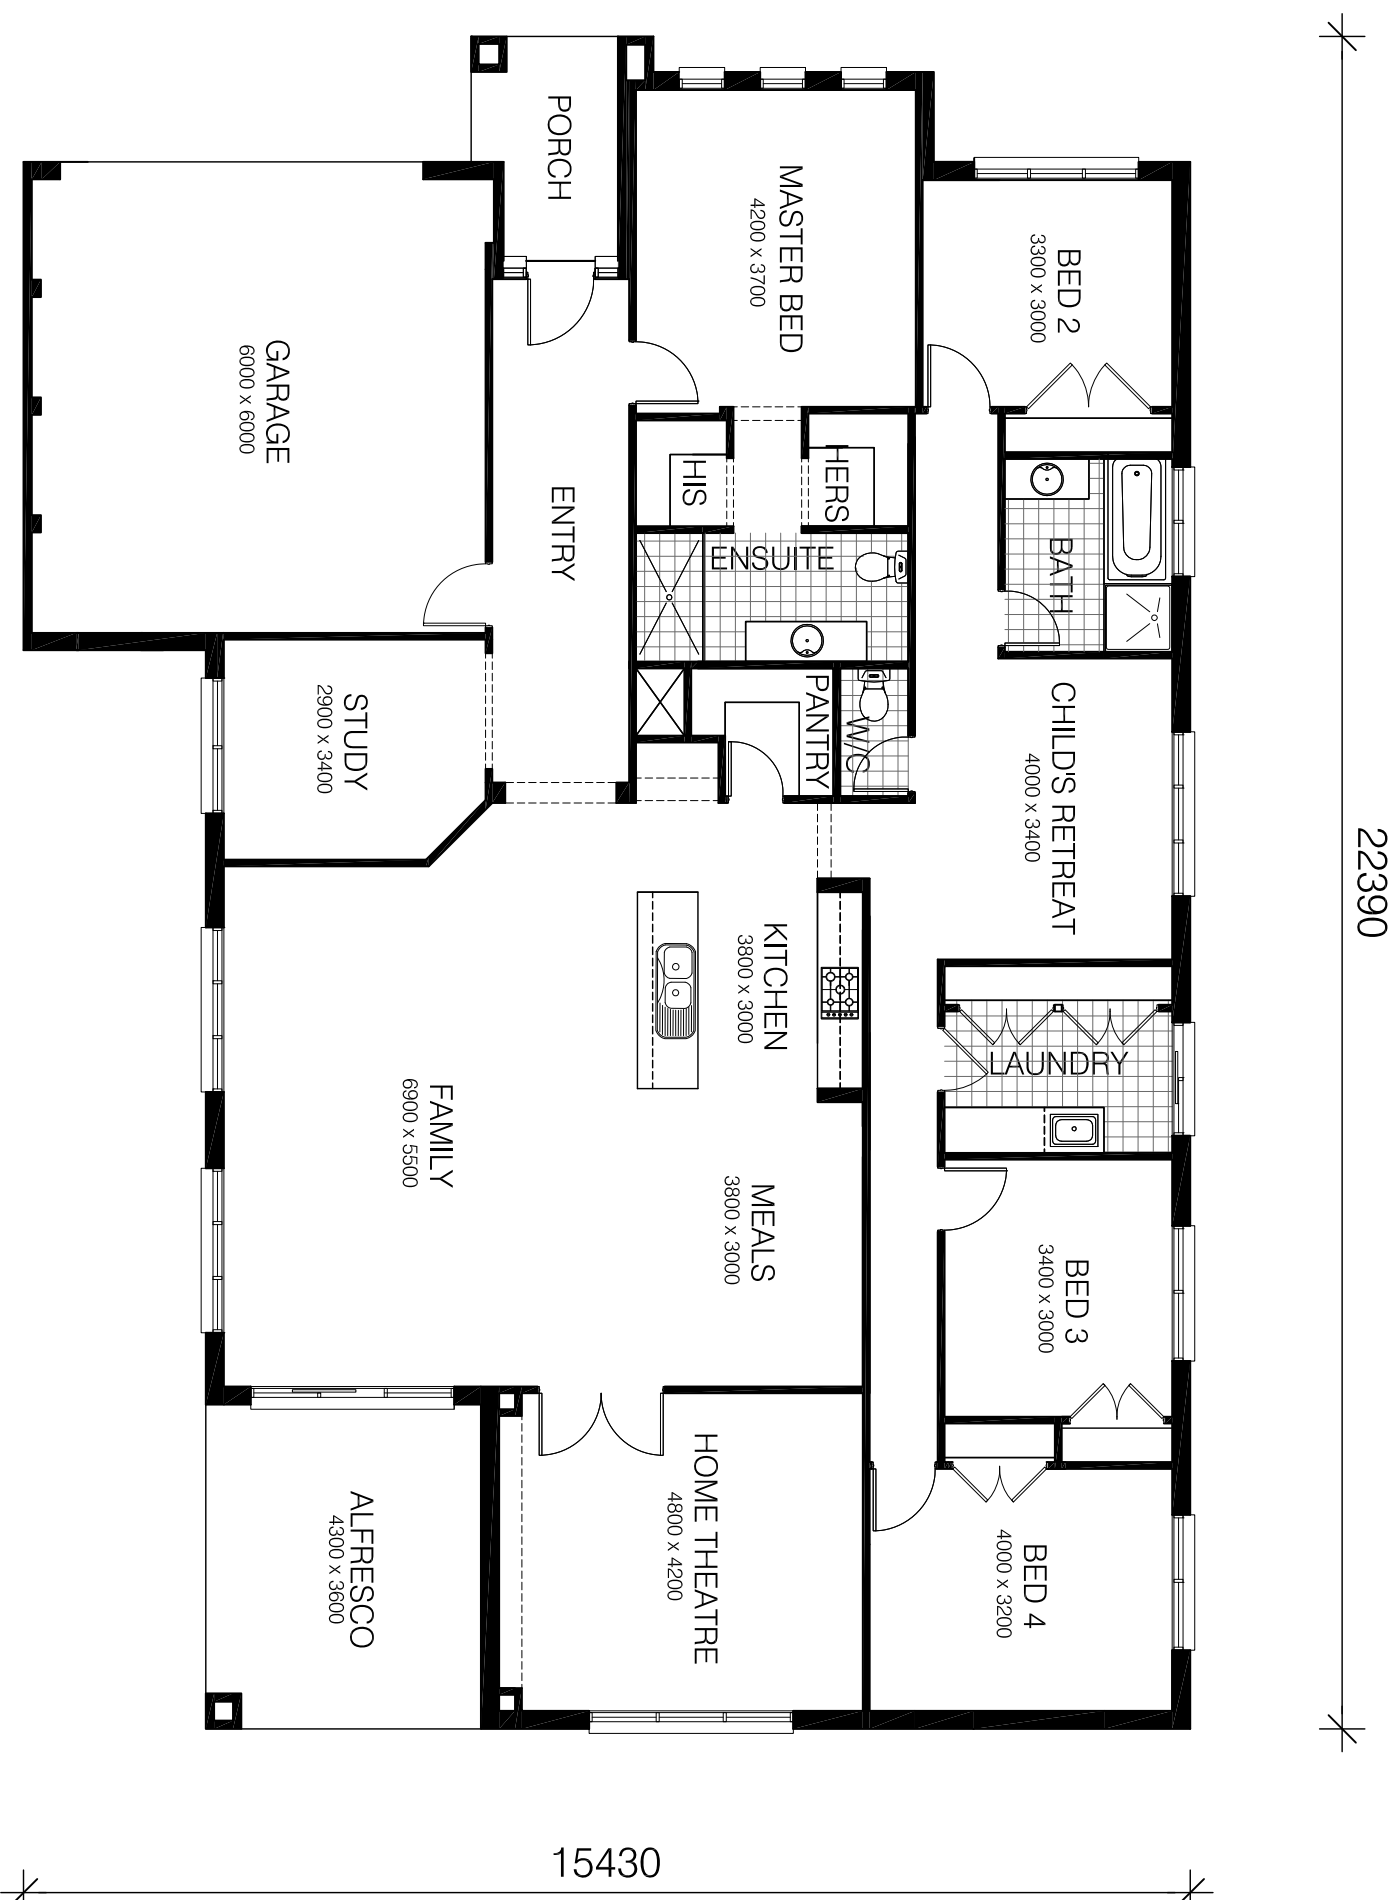 PORCH
MASTER BED
4200 x 3700
BED 2
3300 x 3000
GARAGE
6000 x 6000
ENTRY
HIS
HERS
ENSUITE
BATH
STUDY
2900 x 3400
PANTRY
W/C
CHILD'S RETREAT
4000 x 3400
22390
KITCHEN
3800 x 3000
LAUNDRY
FAMILY
6900 x 5500
MEALS
3800 x 3000
BED 3
3400 x 3000
ALFRESCO
4300 x 3600
HOME THEATRE
4800 x 4200
BED 4
4000 x 3200
15430